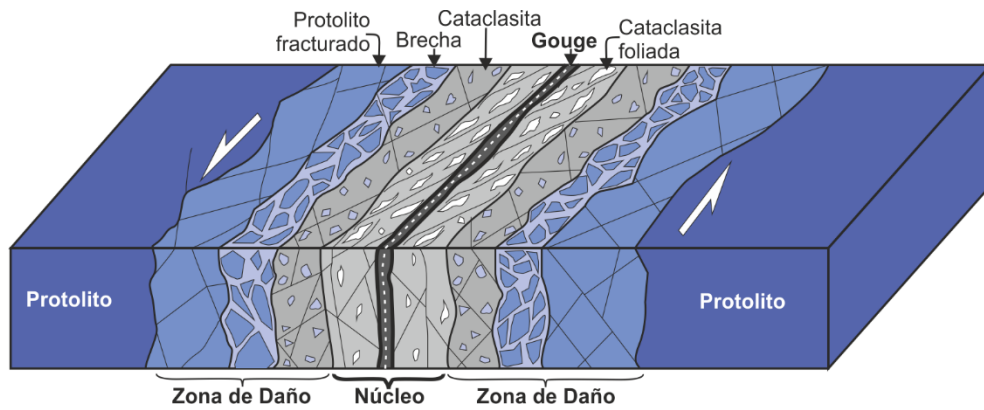 Protolito
fracturado
Brecha
Cataclasita
Gouge
Cataclasita
foliada
Protolito
Protolito
Zona de Daño
Núcleo
Zona de Daño